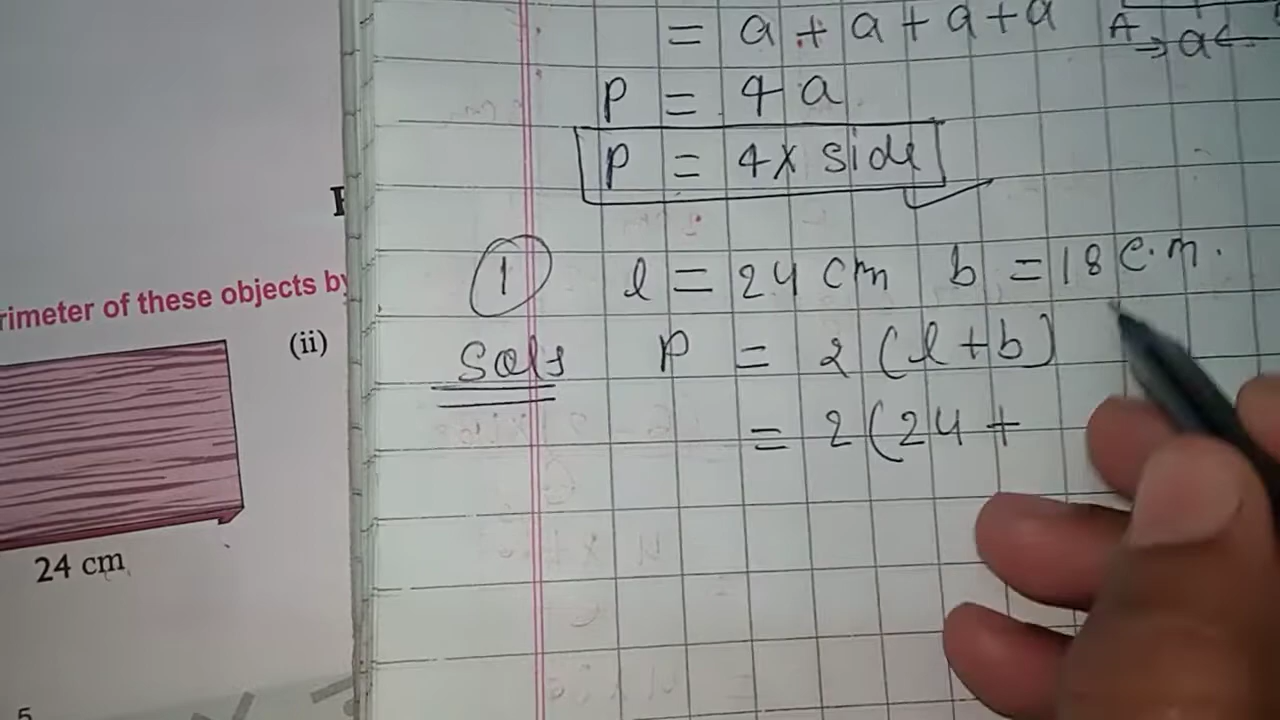 = a + a + a + a
A
→ a ←
P = 4 a
P = 4 x side
rimeter of these objects by
(ii)
24 cm
5
1 l = 24 cm b = 18 c.m.
Sols P = 2 (l + b)
= 2 (24 +